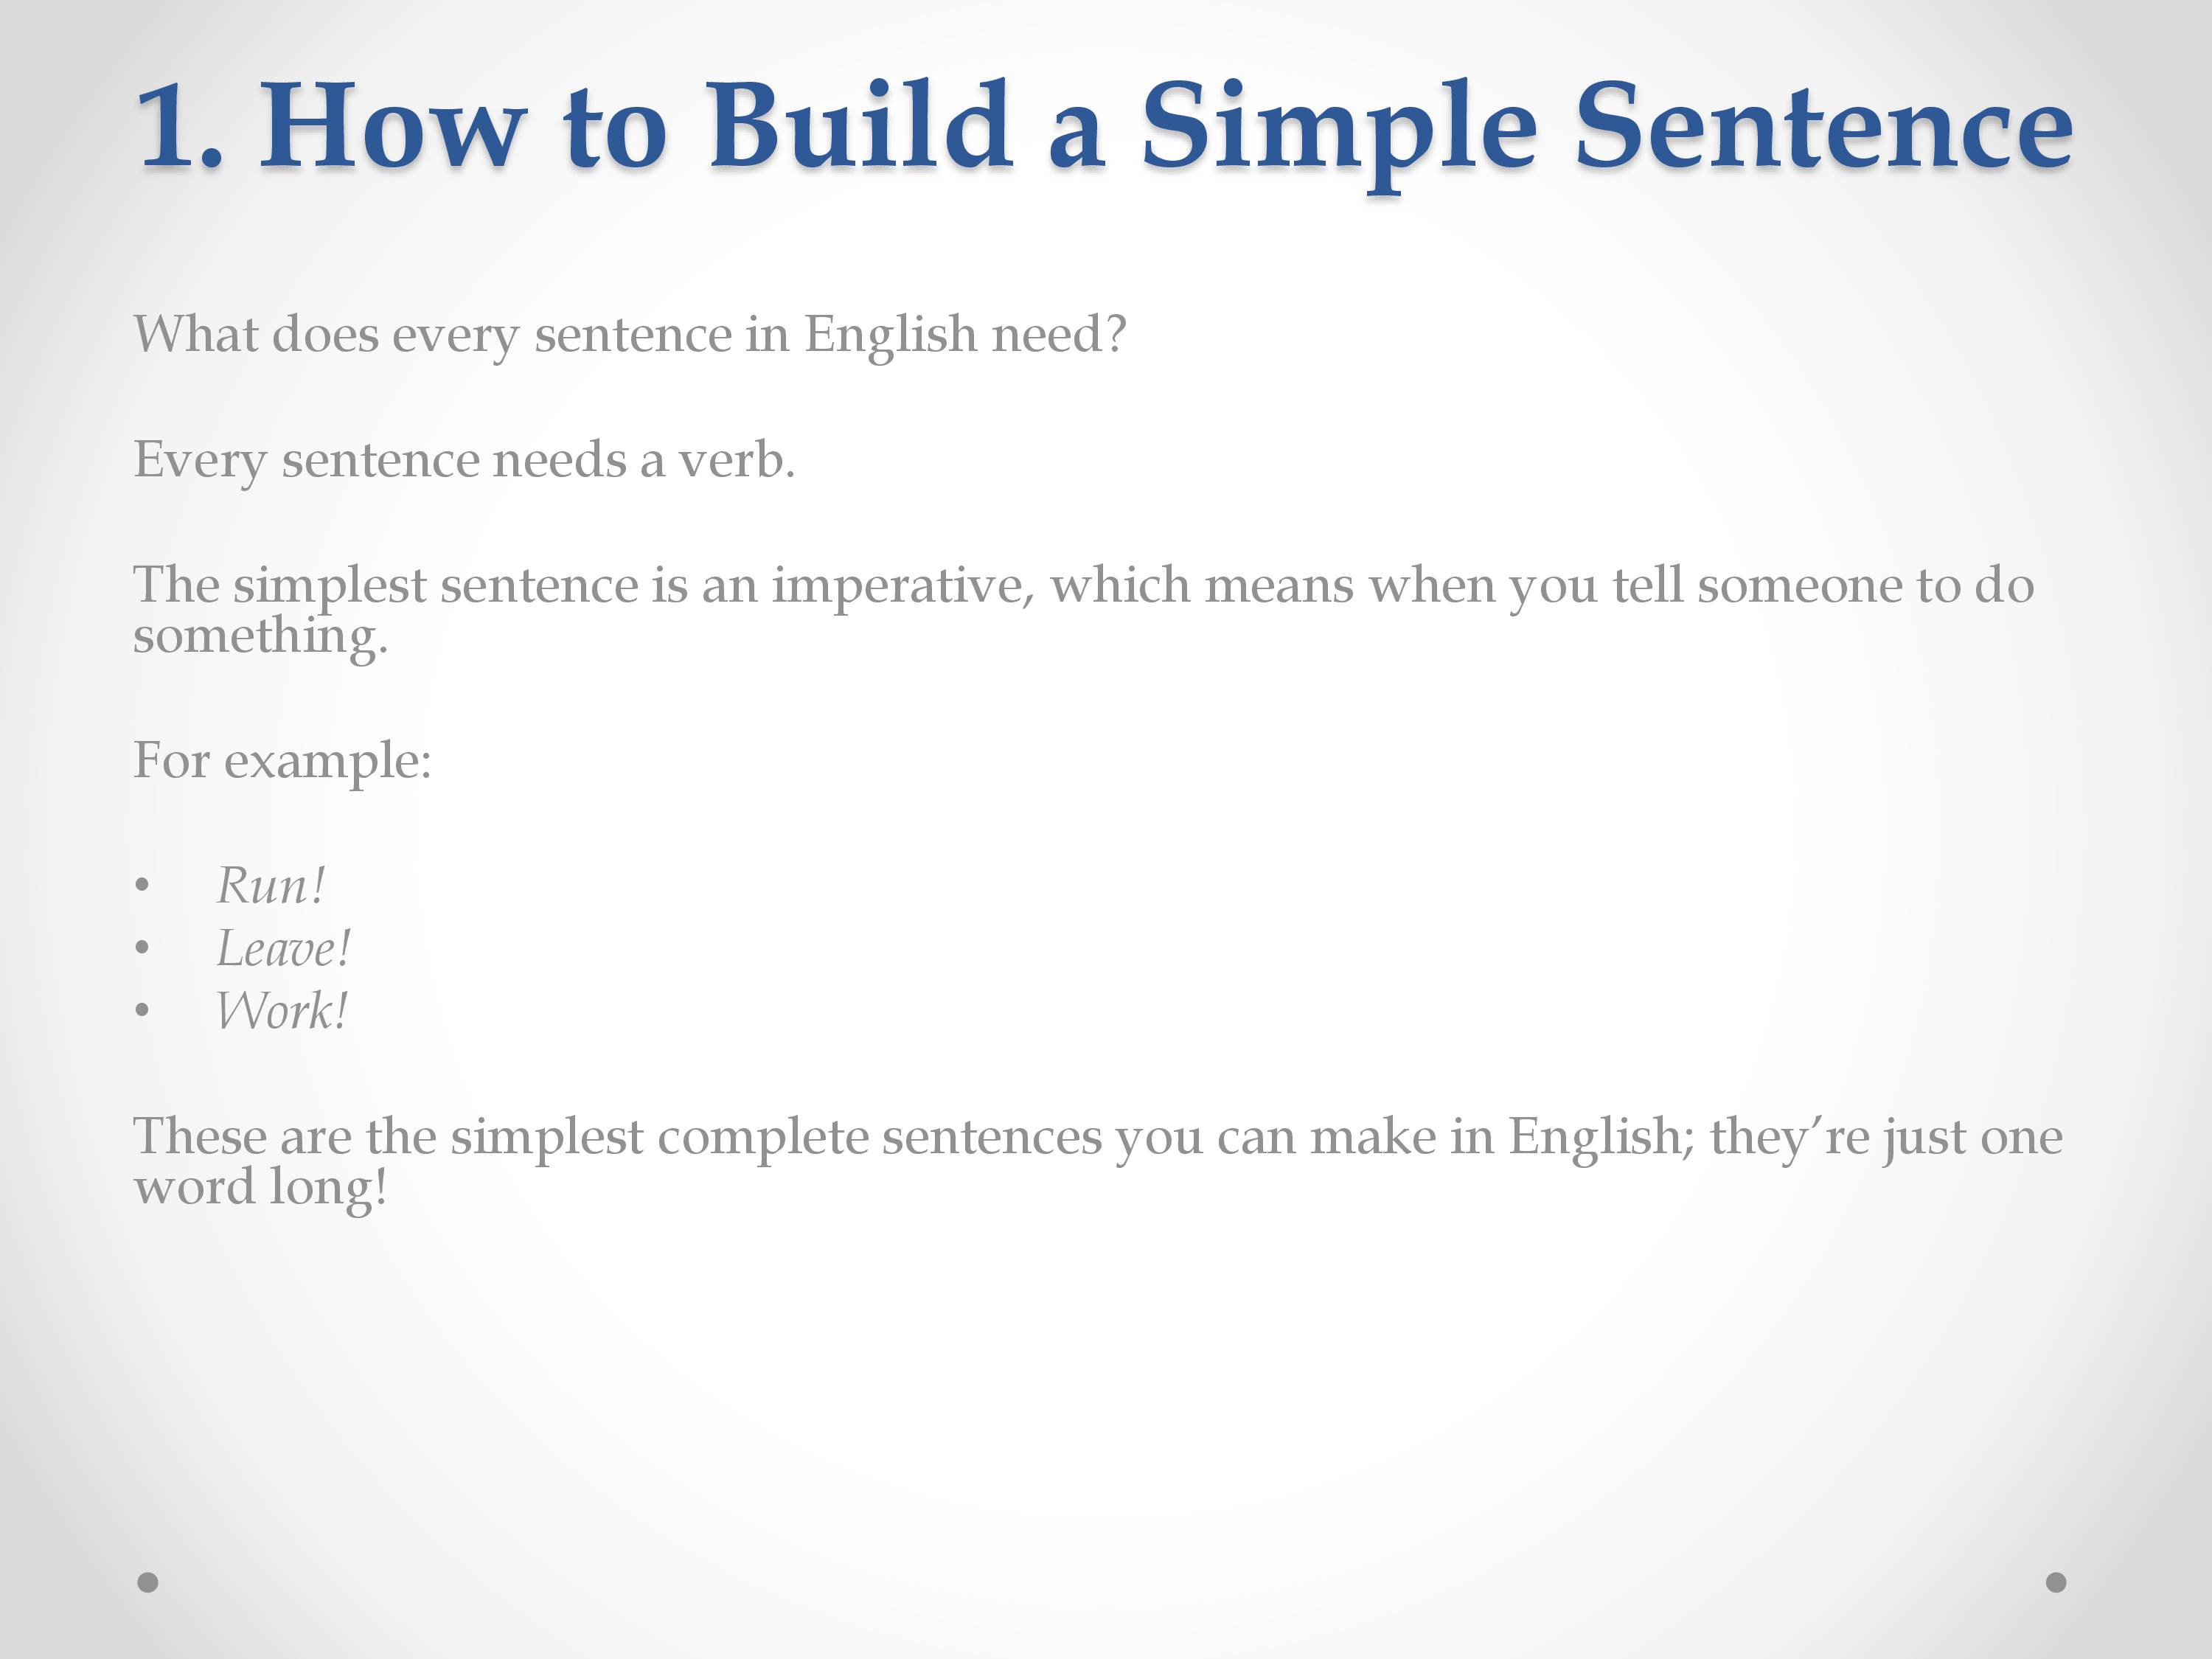 1. How to Build a Simple Sentence
What does every sentence in English need?
Every sentence needs a verb.
The simplest sentence is an imperative, which means when you tell someone to do
something.
For example:
• Run!
• Leave!
• Work!
These are the simplest complete sentences you can make in English; they’re just one
word long!